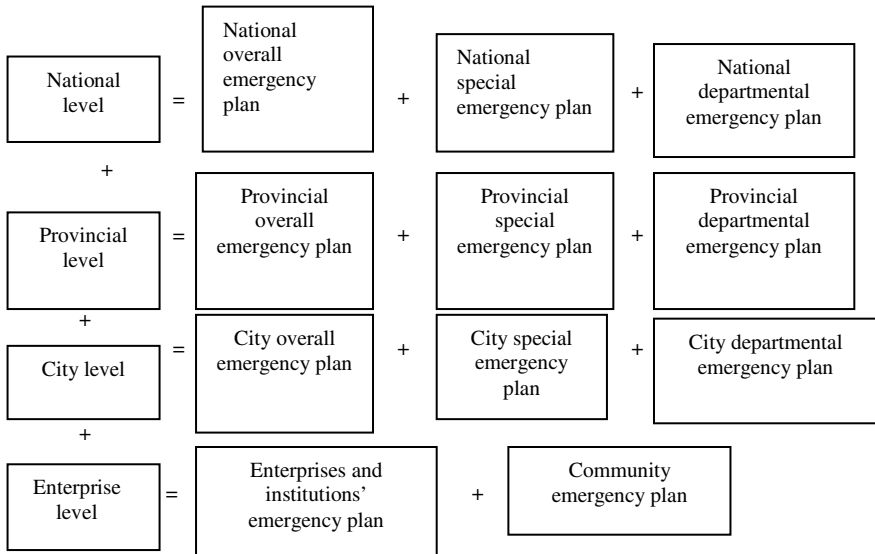 National
level
=
National
overall
emergency
plan
+
National
special
emergency plan
+
National
departmental
emergency plan
+
Provincial
level
=
Provincial
overall
emergency plan
+
Provincial
special
emergency plan
+
Provincial
departmental
emergency plan
+
City level
=
City overall
emergency plan
+
City special
emergency
plan
+
City departmental
emergency plan
+
Enterprise
level
=
Enterprises and
institutions’
emergency plan
+
Community
emergency plan